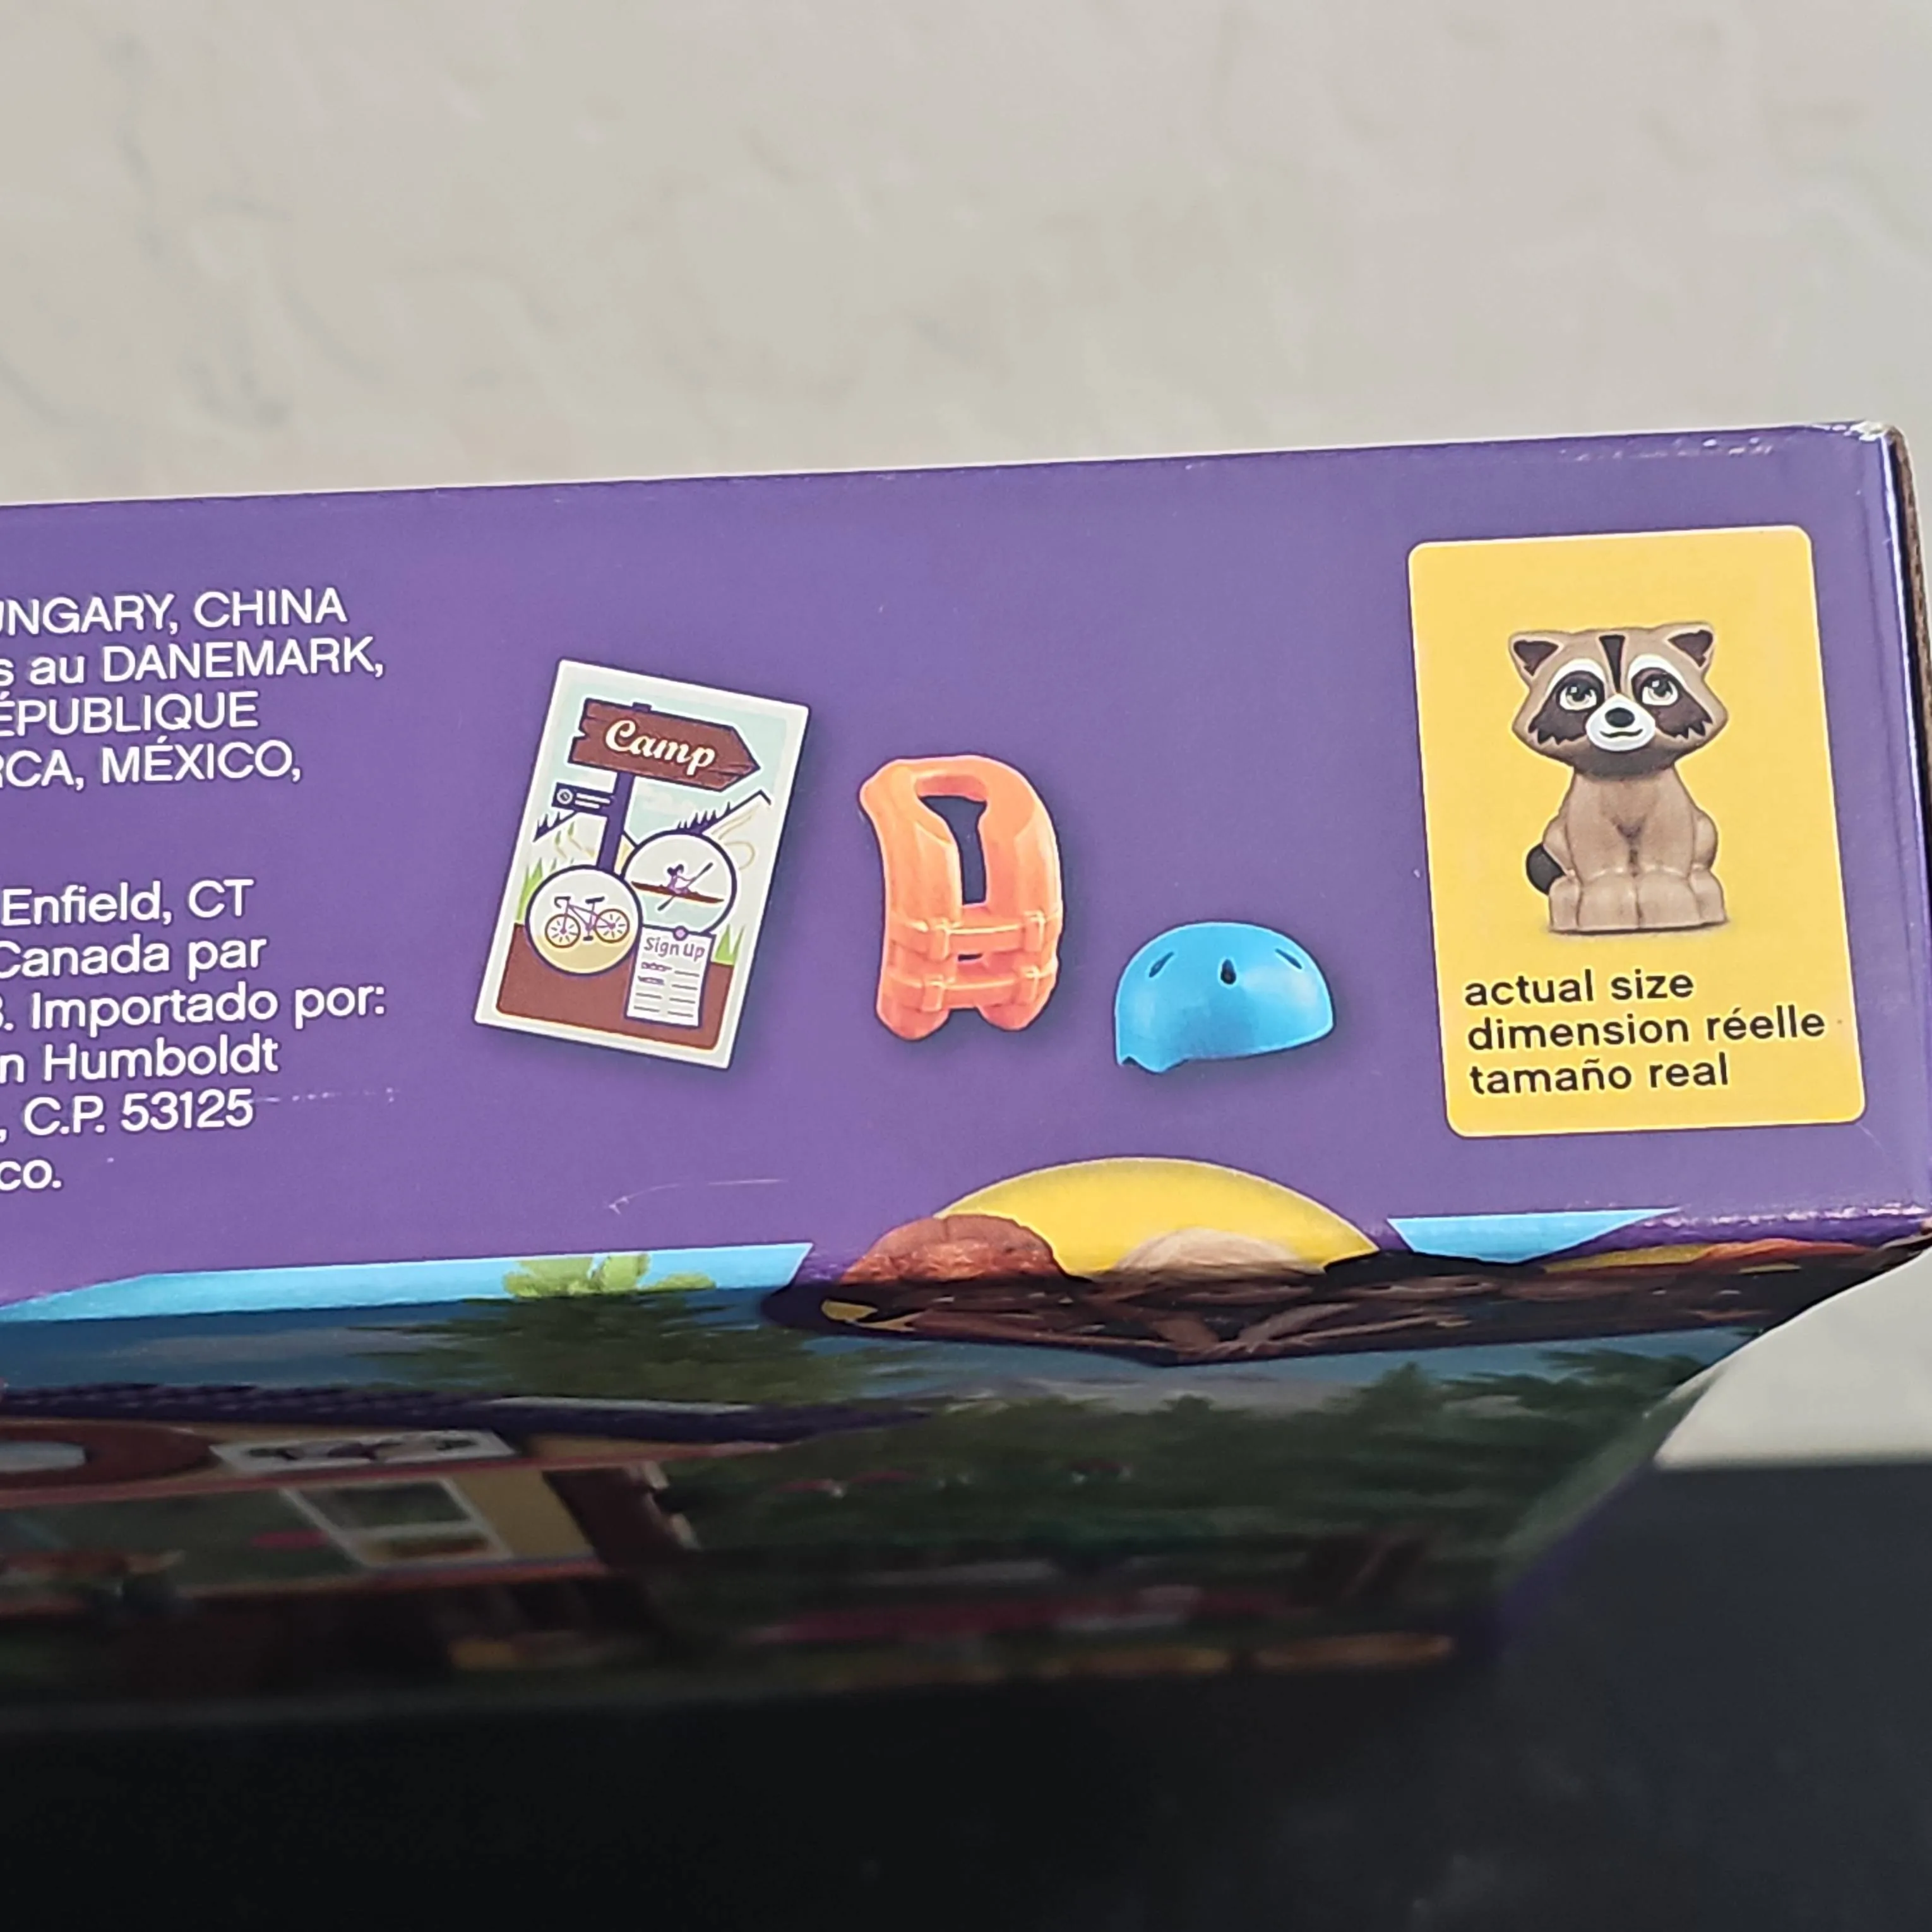 UNGARY, CHINA
s au DANEMARK,
ÉPUBLIQUE
RCA, MÉXICO,
Enfield, CT
Canada par
. Importado por:
n Humboldt
, C.P. 53125
co.
Camp
Sign up
actual size
dimension réelle
tamaño real